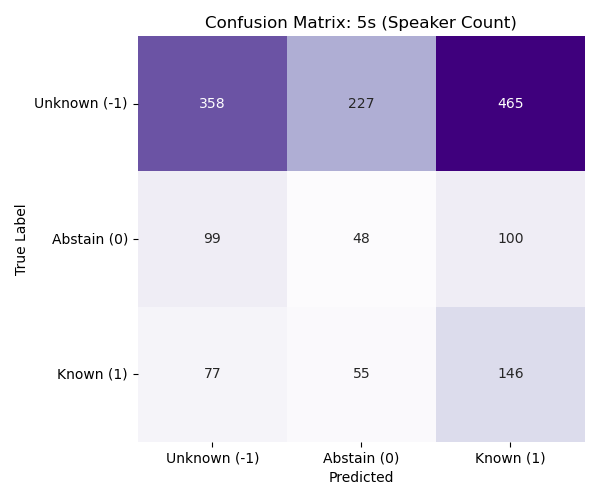 Confusion Matrix: 5s (Speaker Count)
Unknown (-1) 358 227 465
Abstain (0) 99 48 100
Known (1) 77 55 146
True Label
Unknown (-1) Abstain (0) Known (1)
Predicted